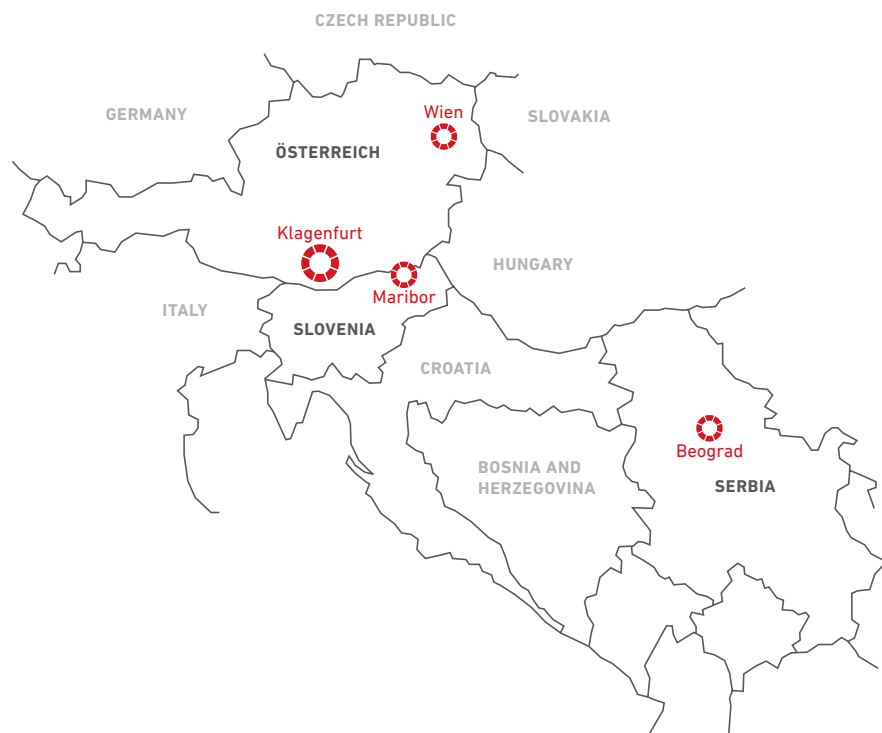 CZECH REPUBLIC
GERMANY
Wien
SLOVAKIA
ÖSTERREICH
Klagenfurt
HUNGARY
Maribor
ITALY
SLOVENIA
CROATIA
Beograd
BOSNIA AND
HERZEGOVINA
SERBIA